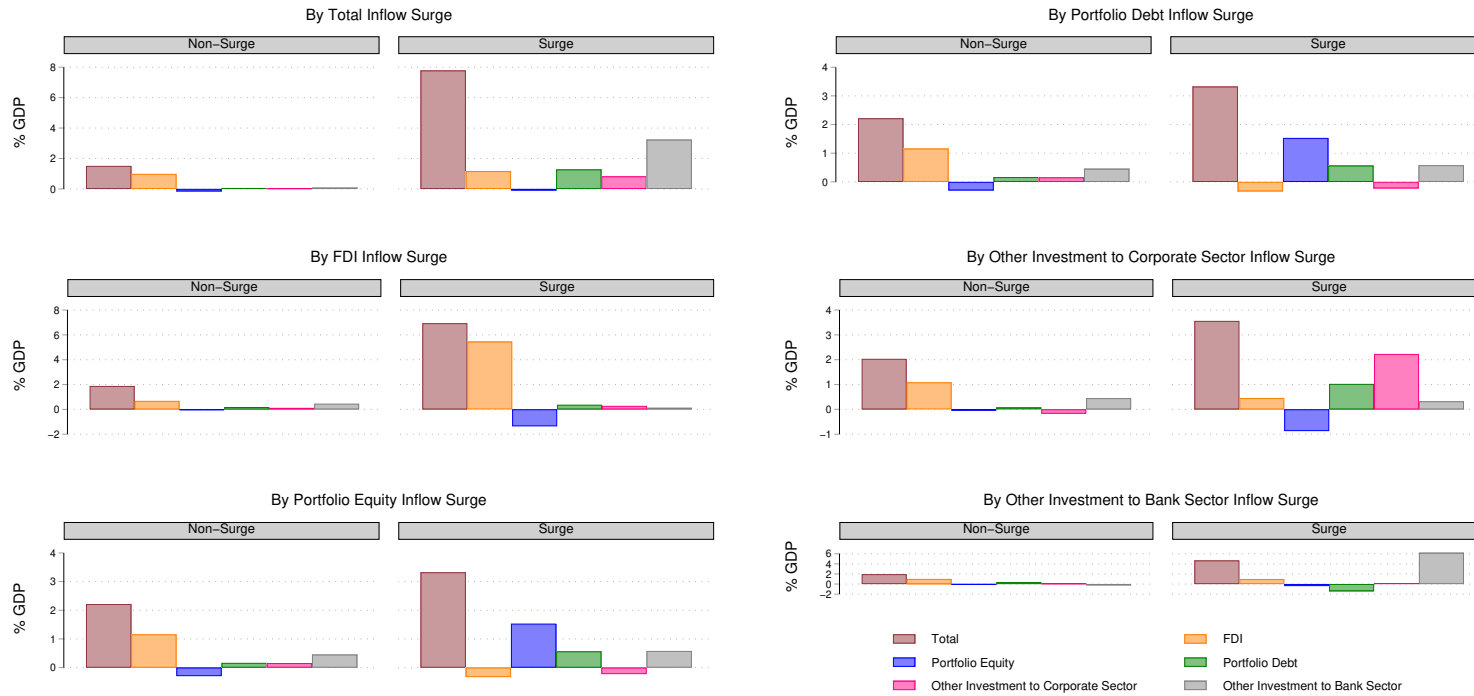 By Total Inflow Surge
Non−Surge
Surge
% GDP
8
6
4
2
0
By FDI Inflow Surge
Non−Surge
Surge
% GDP
8
6
4
2
0
−2
By Portfolio Equity Inflow Surge
Non−Surge
Surge
% GDP
4
3
2
1
0
By Portfolio Debt Inflow Surge
Non−Surge
Surge
% GDP
4
3
2
1
0
By Other Investment to Corporate Sector Inflow Surge
Non−Surge
Surge
% GDP
4
3
2
1
0
−1
By Other Investment to Bank Sector Inflow Surge
Non−Surge
Surge
% GDP
6
4
2
0
−2
Total
FDI
Portfolio Equity
Portfolio Debt
Other Investment to Corporate Sector
Other Investment to Bank Sector